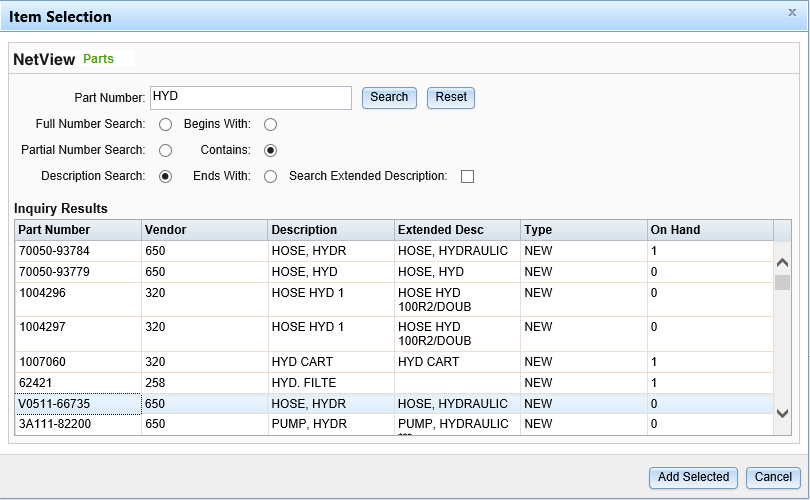 Item Selection x
NetView Parts
Part Number: HYD Search Reset
Full Number Search: Begins With:
Partial Number Search: Contains:
Description Search: Ends With: Search Extended Description:
Inquiry Results
Part Number Vendor Description Extended Desc Type On Hand
70050-93784 650 HOSE, HYDR HOSE, HYDRAULIC NEW 1
70050-93779 650 HOSE, HYD HOSE, HYD NEW 0
1004296 320 HOSE HYD 1 HOSE HYD NEW 0
100R2/DOUB
1004297 320 HOSE HYD 1 HOSE HYD NEW 0
100R2/DOUB
1007060 320 HYD CART HYD CART NEW 1
62421 258 HYD. FILTE NEW 1
V0511-66735 650 HOSE, HYDR HOSE, HYDRAULIC NEW 0
3A111-82200 650 PUMP, HYDR PUMP, HYDRAULIC NEW 0
Add Selected Cancel